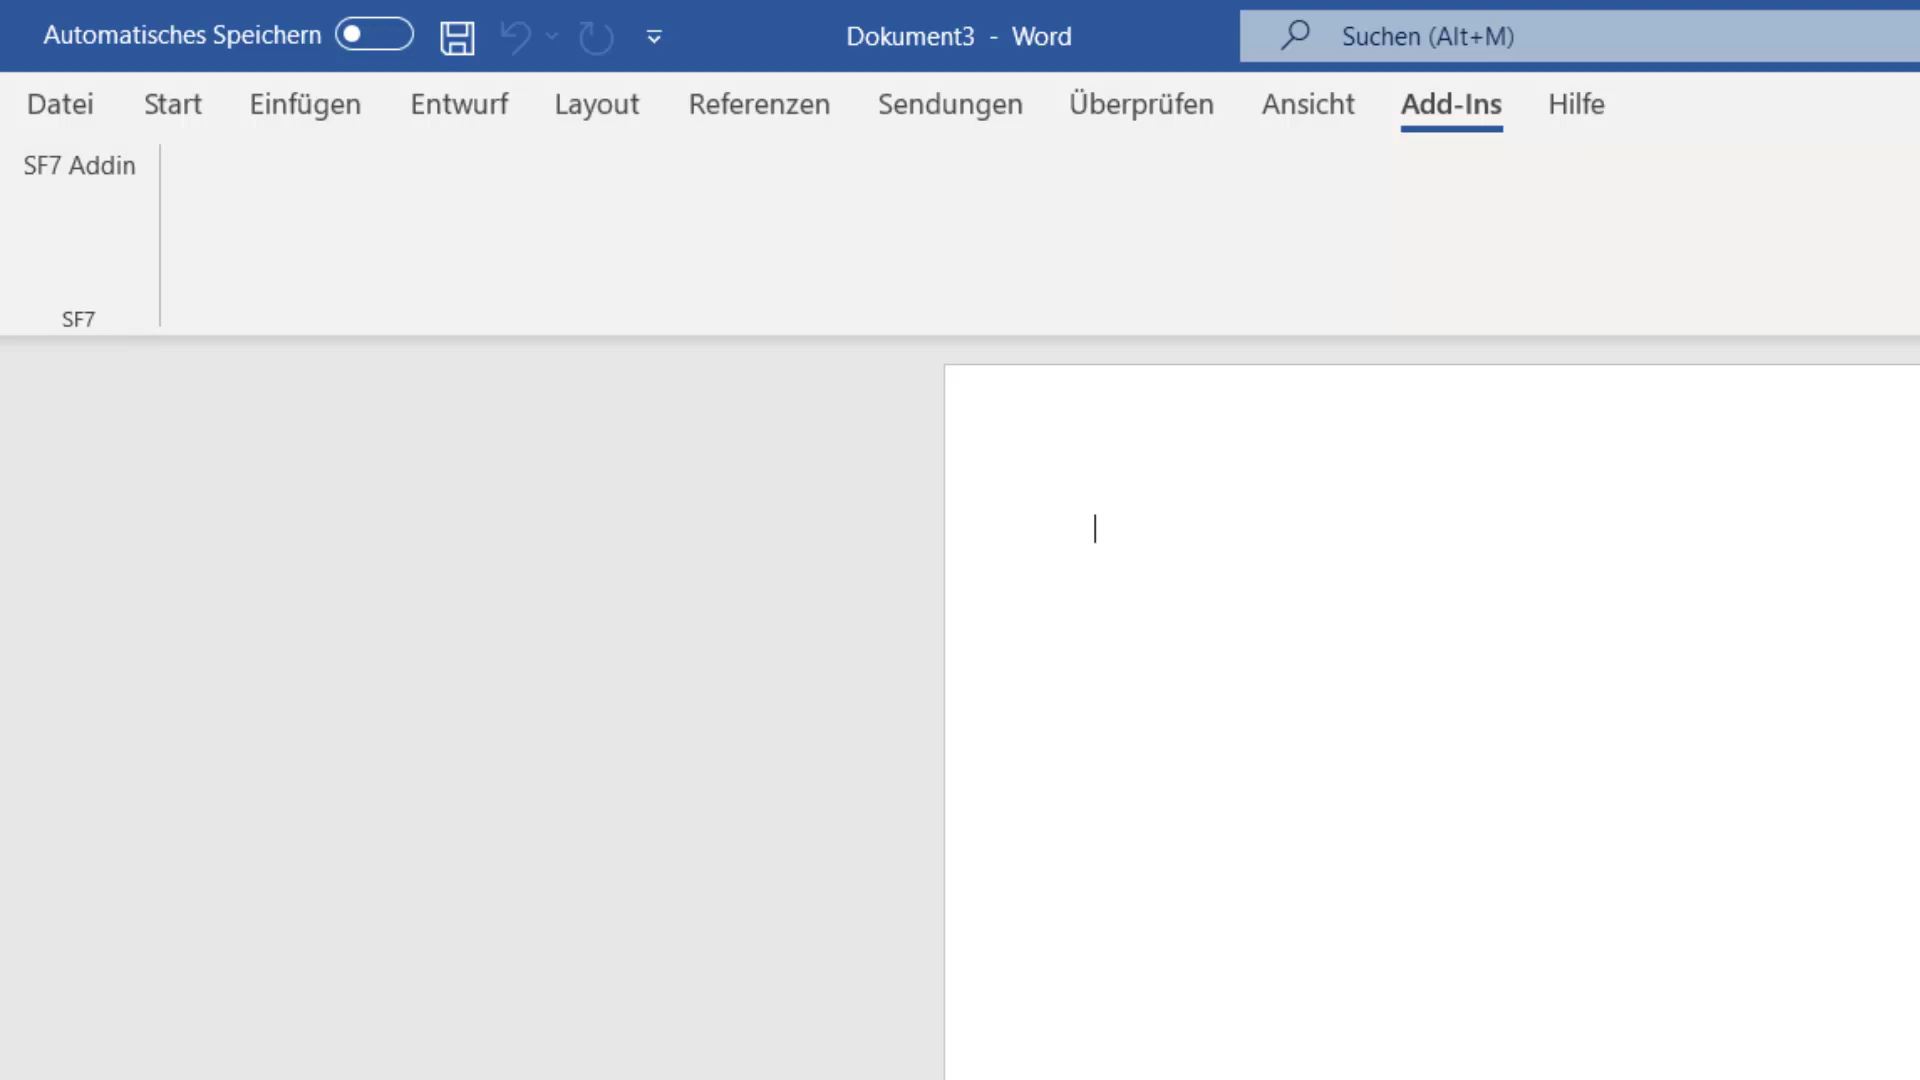 Automatisches Speichern
Dokument3 - Word
Suchen (Alt+M)
Datei Start Einfügen Entwurf Layout Referenzen Sendungen Überprüfen Ansicht Add-Ins Hilfe
SF7 Addin
SF7